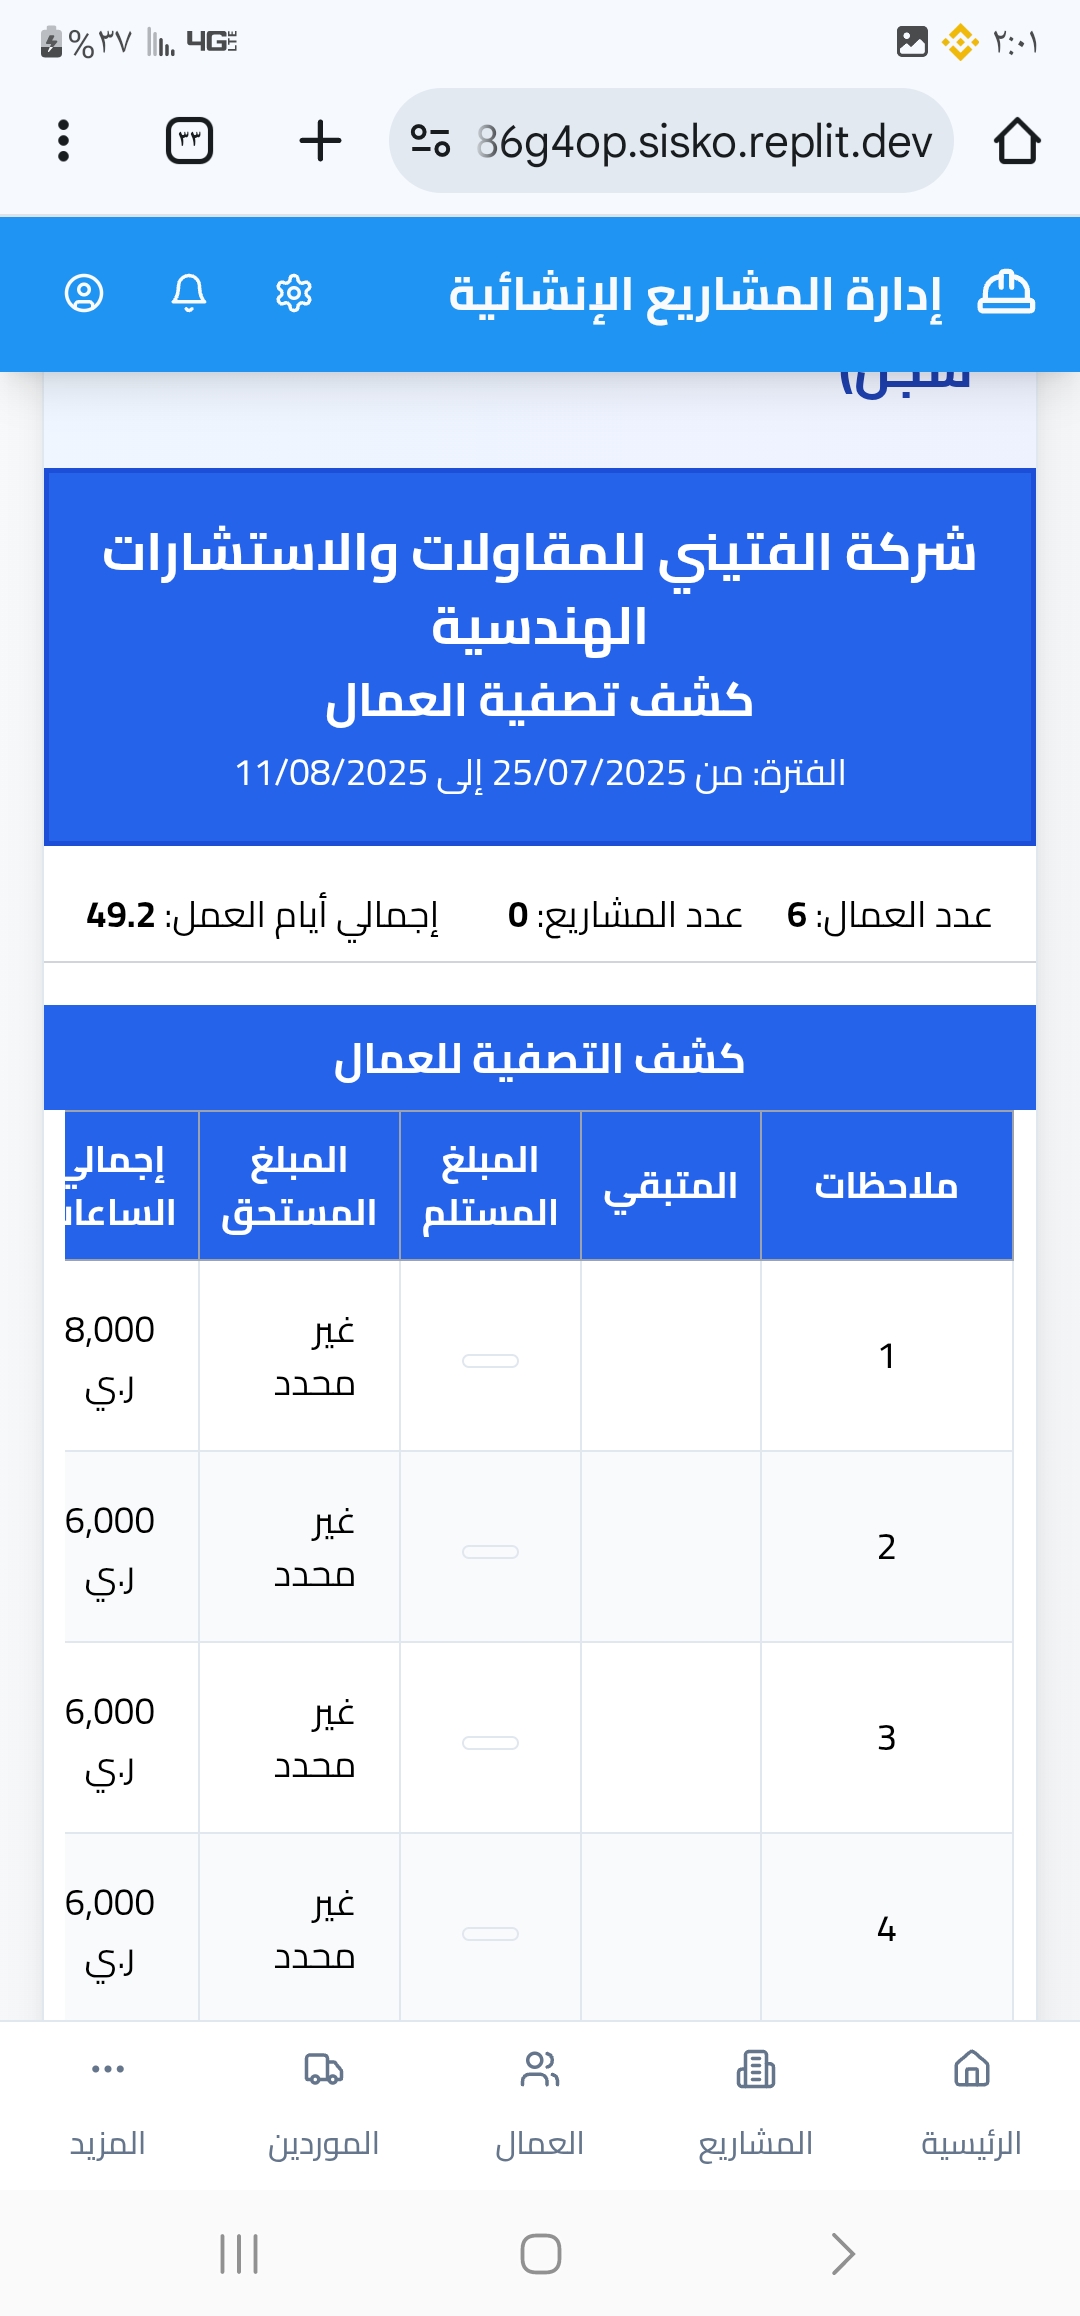 ٢:٠١
4G LTE
%٣٧
86g4op.sisko.replit.dev
٣٣
إدارة المشاريع الإنشائية
سجل)
شركة الفتيني للمقاولات والاستشارات
الهندسية
كشف تصفية العمال
الفترة: من 25/07/2025 إلى 11/08/2025
عدد العمال: 6 عدد المشاريع: 0 إجمالي أيام العمل: 49.2
كشف التصفية للعمال
ملاحظات
المتبقي
المبلغ
المستلم
المبلغ
المستحق
إجمالي
1
غير
محدد
8,000
ر.ي
2
غير
محدد
6,000
ر.ي
3
غير
محدد
6,000
ر.ي
4
غير
محدد
6,000
ر.ي
الرئيسية
المشاريع
العمال
الموردين
المزيد